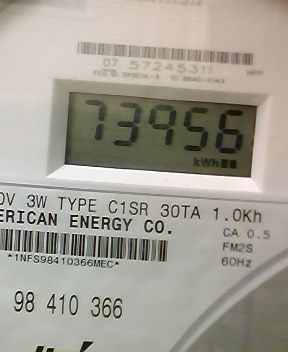 07 57245311
73956
kWh
0V 3W TYPE C1SR 30TA 1.0Kh
ERICAN ENERGY CO.
CA 0.5
FM2S
60Hz
*1NFS98410366MEC*
98 410 366